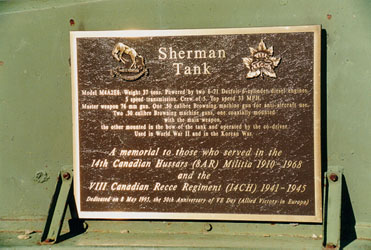 Sherman
Tank
Model M4A2E8: Weight 37 tons. Powered by two 6-71 Detroit 6-cylinder diesel engines.
5 speed transmission. Crew of 5. Top speed 35 MPH.
Master weapon 76 mm gun. One .50 calibre Browning machine gun for anti-aircraft use.
Two .30 calibre Browning machine guns, one coaxially mounted
with the main weapon,
the other mounted in the bow of the tank and operated by the co-driver.
Used in World War II and in the Korean War.
A memorial to those who served in the
14th Canadian Hussars (8AR) Militia 1910-1968
and the
VIII Canadian Recce Regiment (14CH) 1941-1945
Dedicated on 8 May 1995, the 50th Anniversary of VE Day (Allied Victory in Europe)